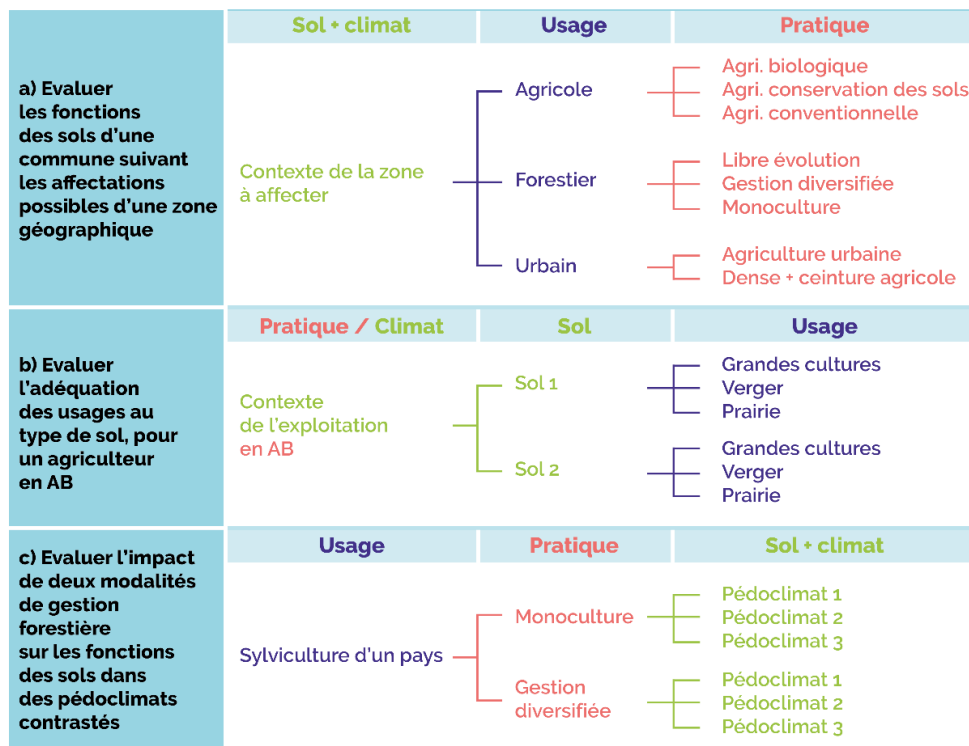 a) Evaluer
les fonctions
des sols d'une
commune suivant
les affectations
possibles d'une zone
géographique
Sol + climat
Usage
Pratique
Contexte de la zone
à affecter
Agricole
Agri. biologique
Agri. conservation des sols
Agri. conventionnelle
Forestier
Libre évolution
Gestion diversifiée
Monoculture
Urbain
Agriculture urbaine
Dense + ceinture agricole
b) Evaluer
l'adéquation
des usages au
type de sol, pour
un agriculteur
en AB
Pratique / Climat
Sol
Usage
Contexte
de l'exploitation
en AB
Sol 1
Grandes cultures
Verger
Prairie
Sol 2
Grandes cultures
Verger
Prairie
c) Evaluer l'impact
de deux modalités
de gestion
forestière
sur les fonctions
des sols dans
des pédoclimats
contrastés
Usage
Pratique
Sol + climat
Sylviculture d'un pays
Monoculture
Pédoclimat 1
Pédoclimat 2
Pédoclimat 3
Gestion
diversifiée
Pédoclimat 1
Pédoclimat 2
Pédoclimat 3